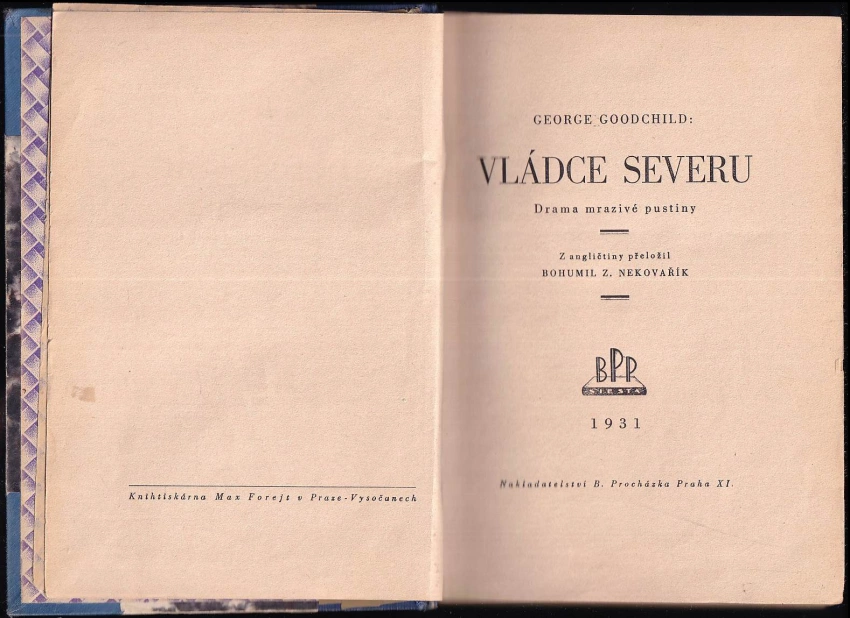 Knihtiskárna Max Forejt v Praze-Vysočanech
GEORGE GOODCHILD:
VLÁDCE SEVERU
Drama mrazivé pustiny
Z angličtiny přeložil
BOHUMIL Z. NEKOVAŘÍK
BPP
SIESTA
1931
Nakladatelství B. Procházka Praha XI.